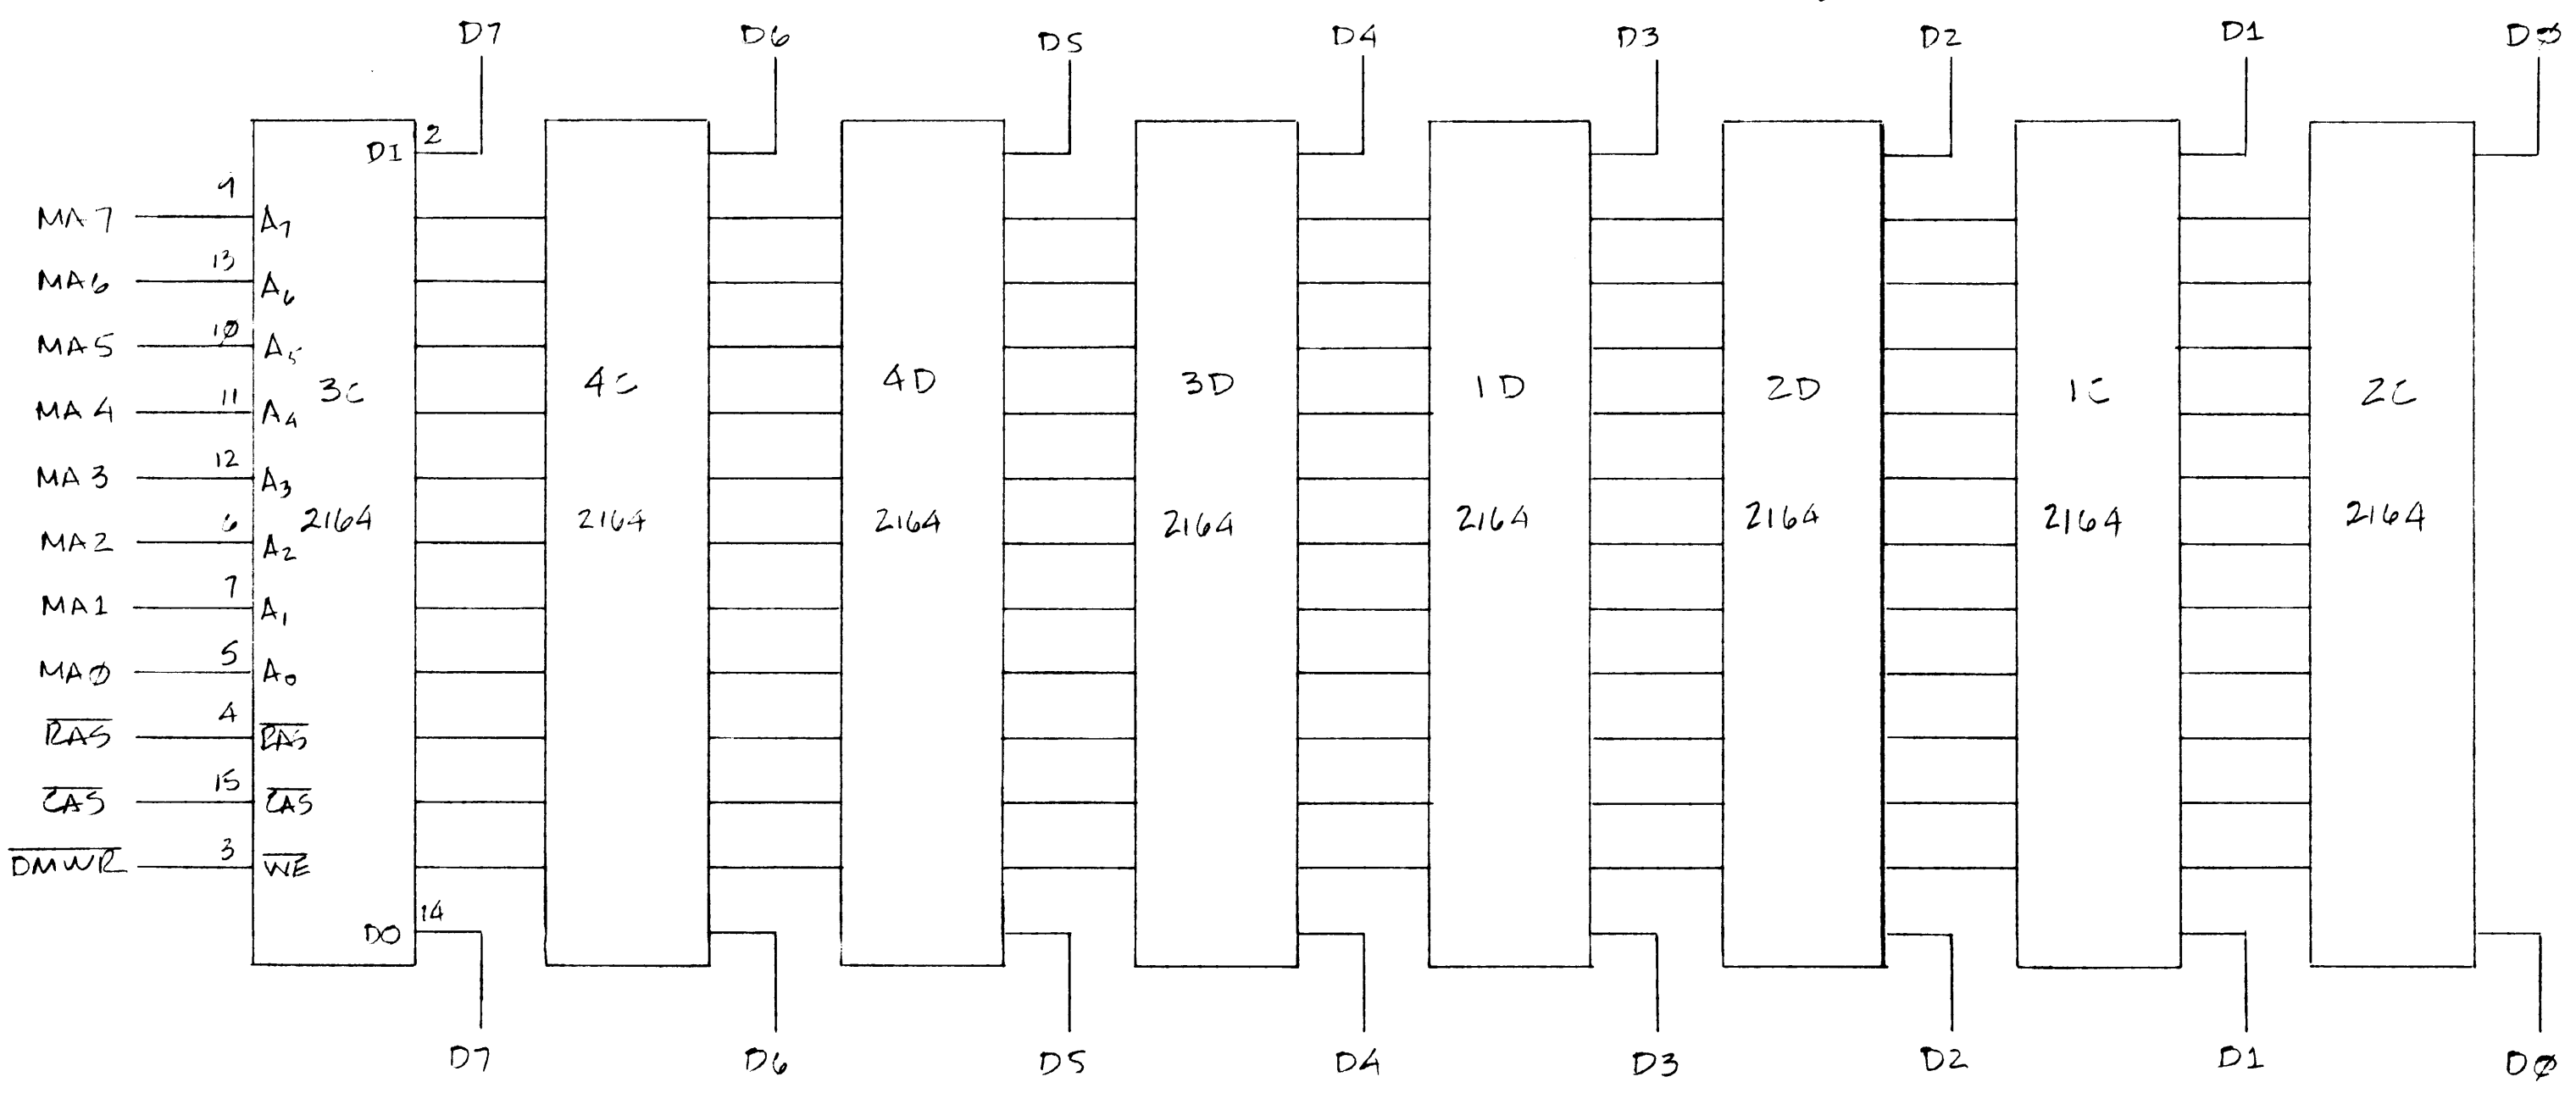 D7 D6 D5 D4 D3 D2 D1 DØ
DI 2
MA7 9 A7
MA6 13 A6
MA5 1Ø A5
3C 4C 4D 3D 1D 2D 1C 2C
MA4 11 A4
MA3 12 A3
2164 2164 2164 2164 2164 2164 2164 2164
MA2 6 A2
MA1 7 A1
MAØ 5 A0
RAS 4 RAS
CAS 15 CAS
DMWR 3 WE
DO 14
D7 D6 D5 D4 D3 D2 D1 DØ